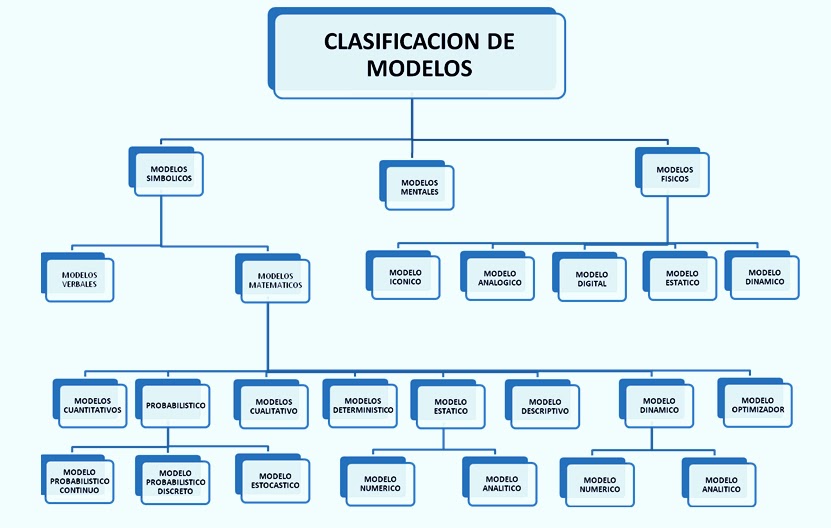 CLASIFICACION DE
MODELOS
MODELOS
SIMBOLICOS
MODELOS
MENTALES
MODELOS
FISICOS
MODELOS
VERBALES
MODELOS
MATEMATICOS
MODELO
ICONICO
MODELO
ANALOGICO
MODELO
DIGITAL
MODELO
ESTATICO
MODELO
DINAMICO
MODELOS
CUANTITATIVOS
PROBABILISTICO
MODELOS
CUALITATIVO
MODELOS
DETERMINISTICO
MODELO
ESTATICO
MODELO
DESCRIPTIVO
MODELO
DINAMICO
MODELO
OPTIMIZADOR
MODELO
PROBABILISTICO
CONTINUO
MODELO
PROBABILISTICO
DISCRETO
MODELO
ESTOCASTICO
MODELO
NUMERICO
MODELO
ANALITICO
MODELO
NUMERICO
MODELO
ANALITICO